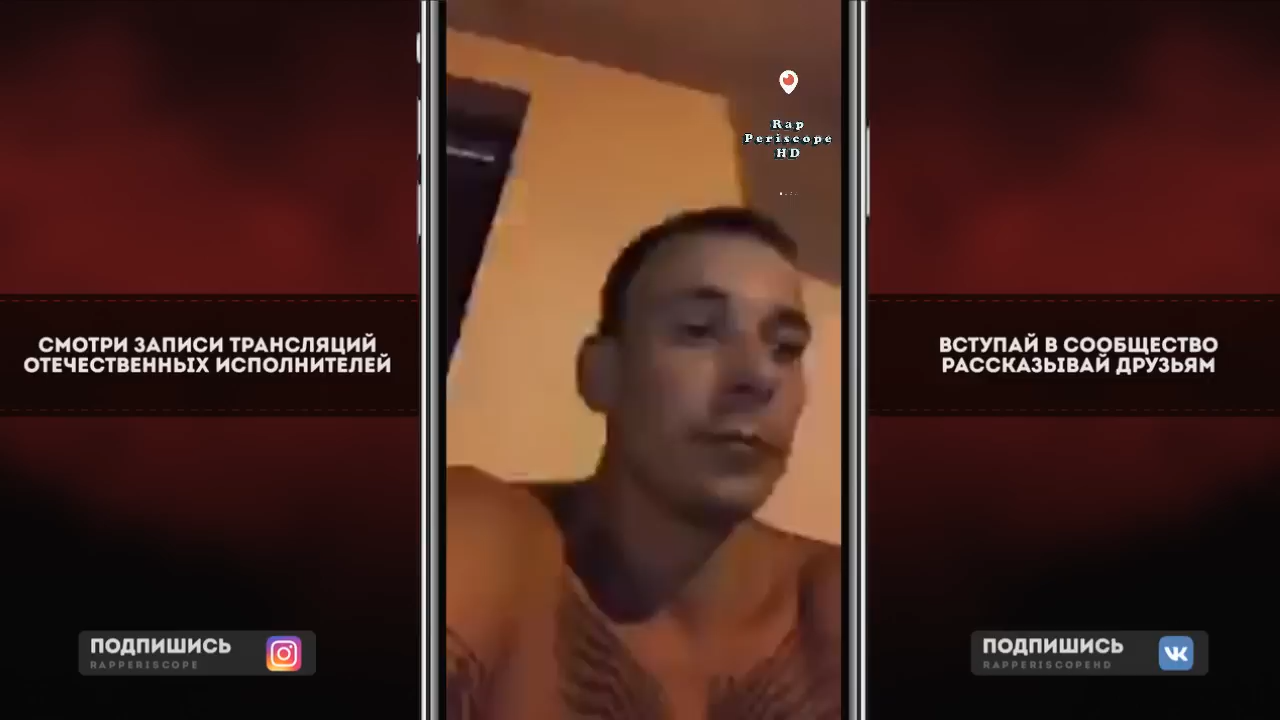 Rap
Periscope
HD
СМОТРИ ЗАПИСИ ТРАНСЛЯЦИЙ
ОТЕЧЕСТВЕННЫХ ИСПОЛНИТЕЛЕЙ
ВСТУПАЙ В СООБЩЕСТВО
РАССКАЗЫВАЙ ДРУЗЬЯМ
ПОДПИШИСЬ
RAPPERISCOPE
ПОДПИШИСЬ
RAPPERISCOPEHD